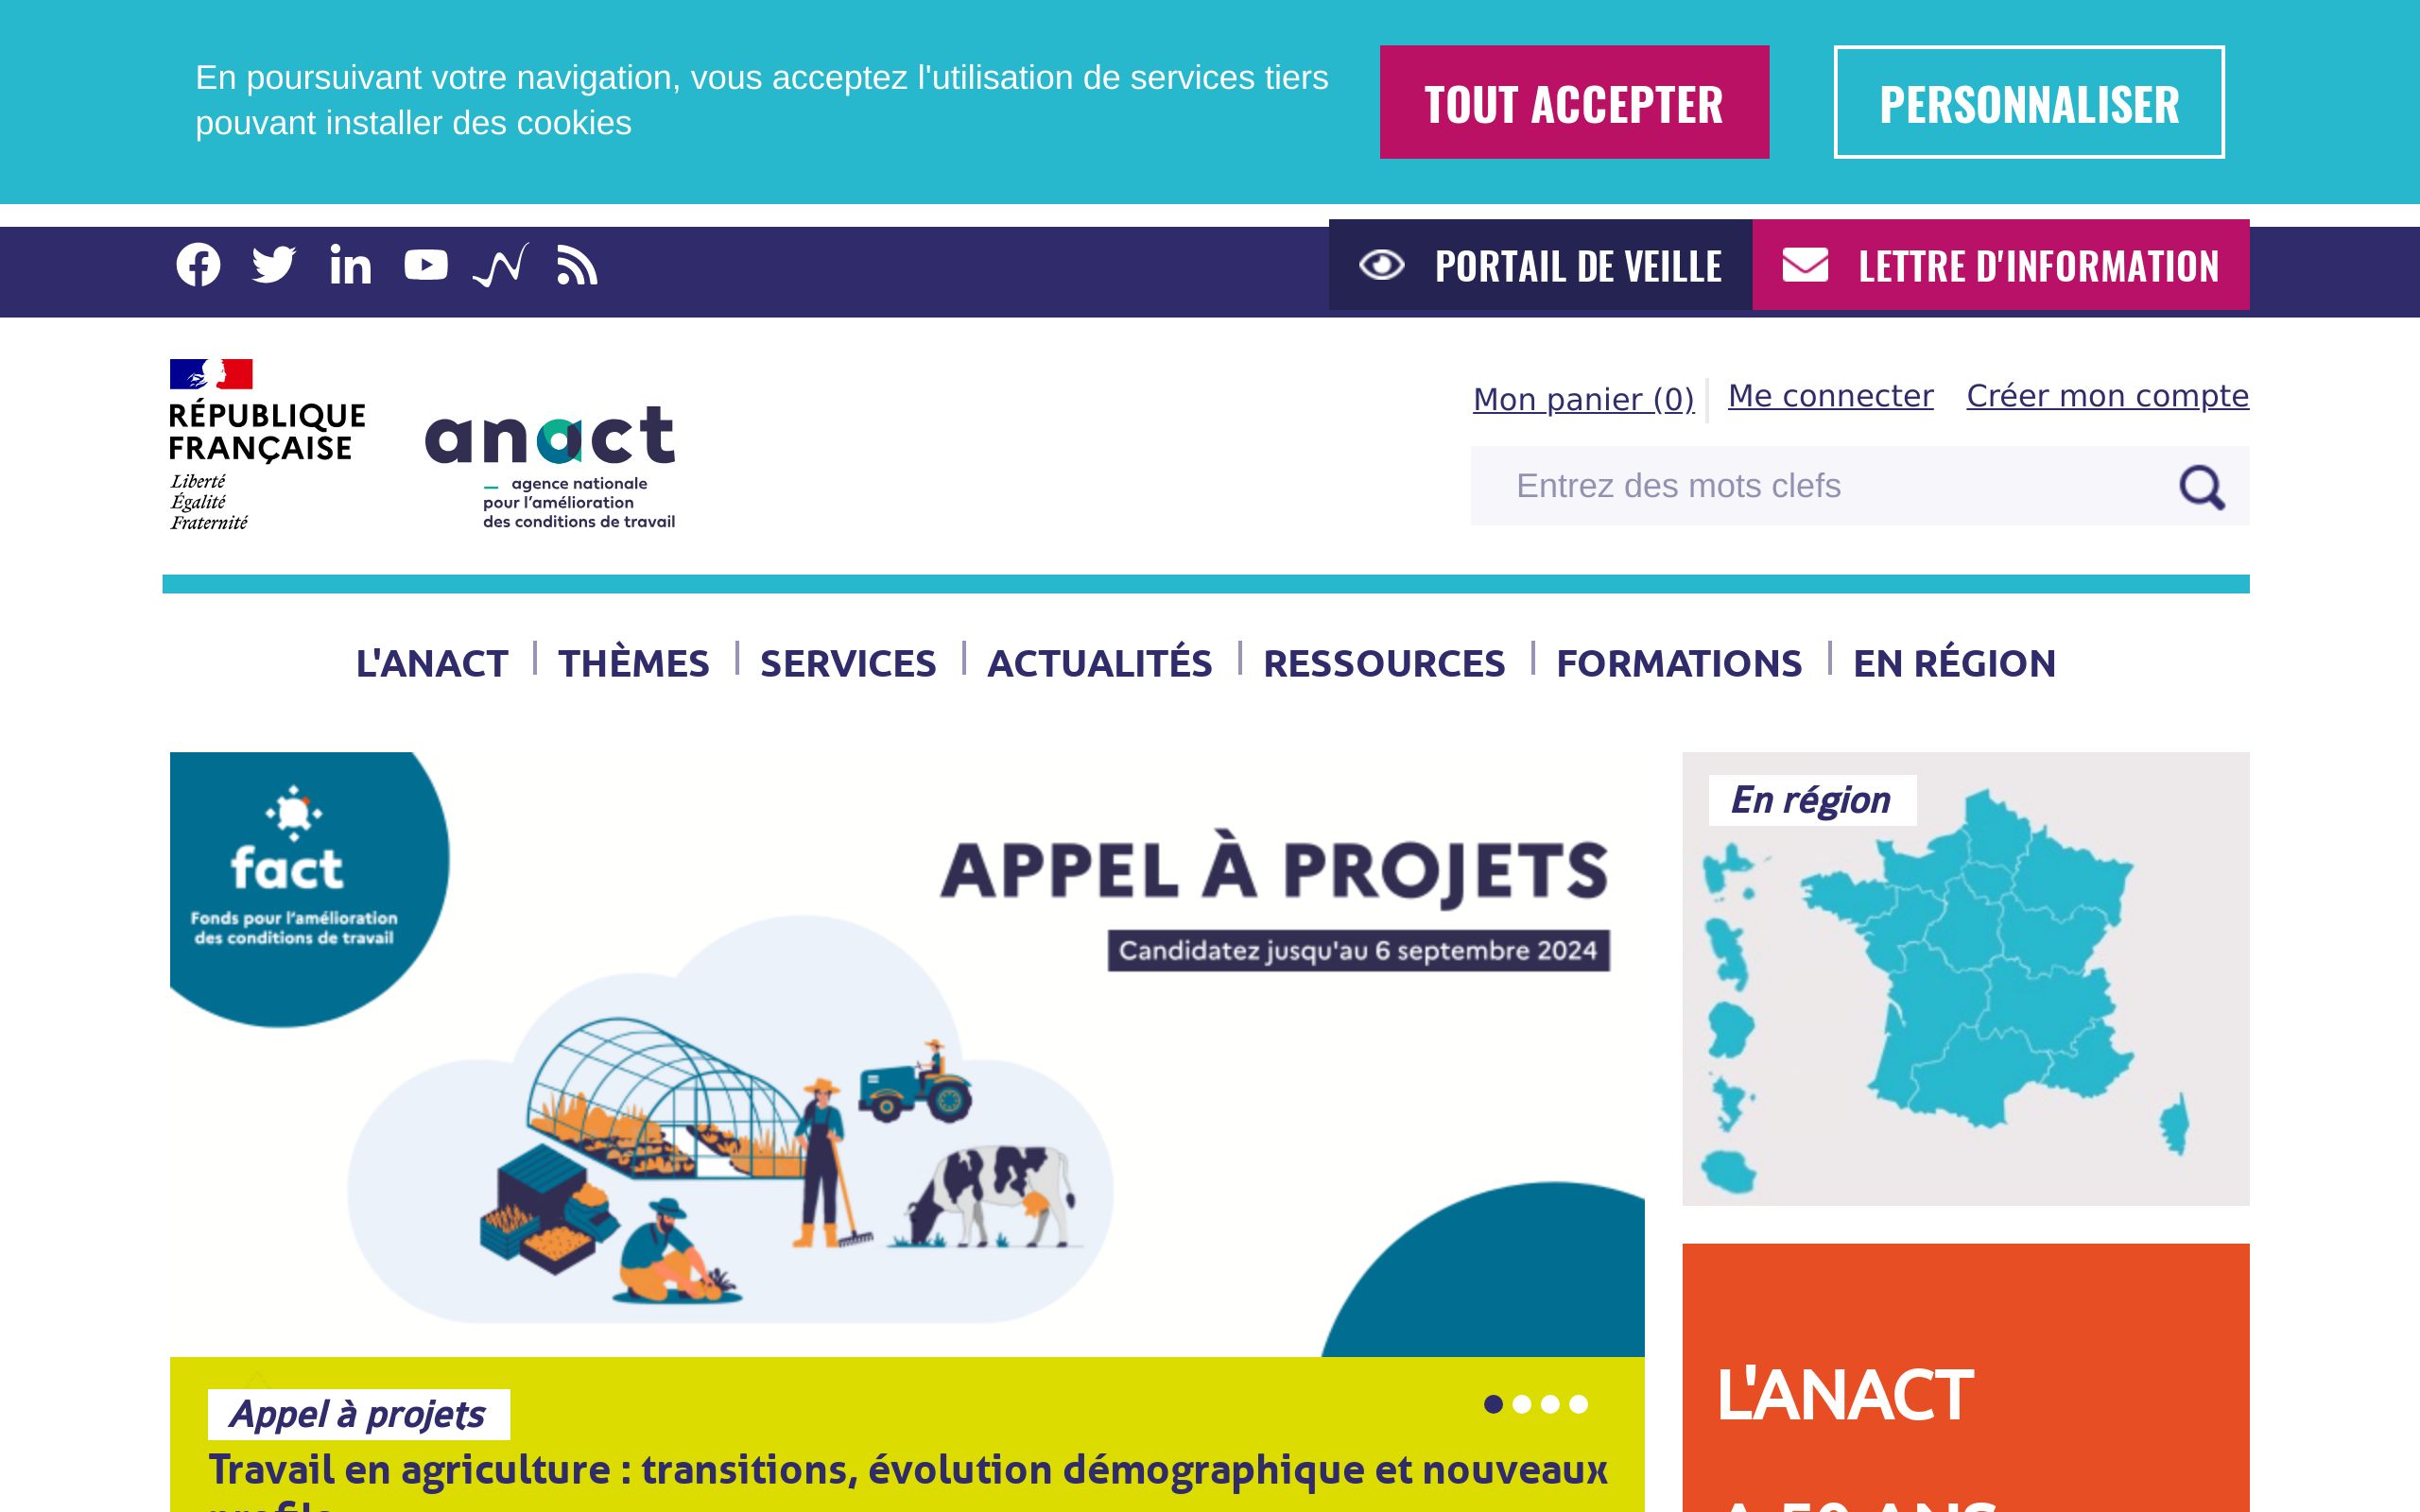 En poursuivant votre navigation, vous acceptez l'utilisation de services tiers
pouvant installer des cookies
TOUT ACCEPTER
PERSONNALISER
PORTAIL DE VEILLE
LETTRE D'INFORMATION
RÉPUBLIQUE
FRANÇAISE
Liberté
Égalité
Fraternité
anact
agence nationale
pour l'amélioration
des conditions de travail
Mon panier (0)
Me connecter
Créer mon compte
Entrez des mots clefs
L'ANACT
THÈMES
SERVICES
ACTUALITÉS
RESSOURCES
FORMATIONS
EN RÉGION
fact
Fonds pour l'amélioration
des conditions de travail
APPEL À PROJETS
Candidatez jusqu'au 6 septembre 2024
En région
Appel à projets
Travail en agriculture : transitions, évolution démographique et nouveaux
L'ANACT